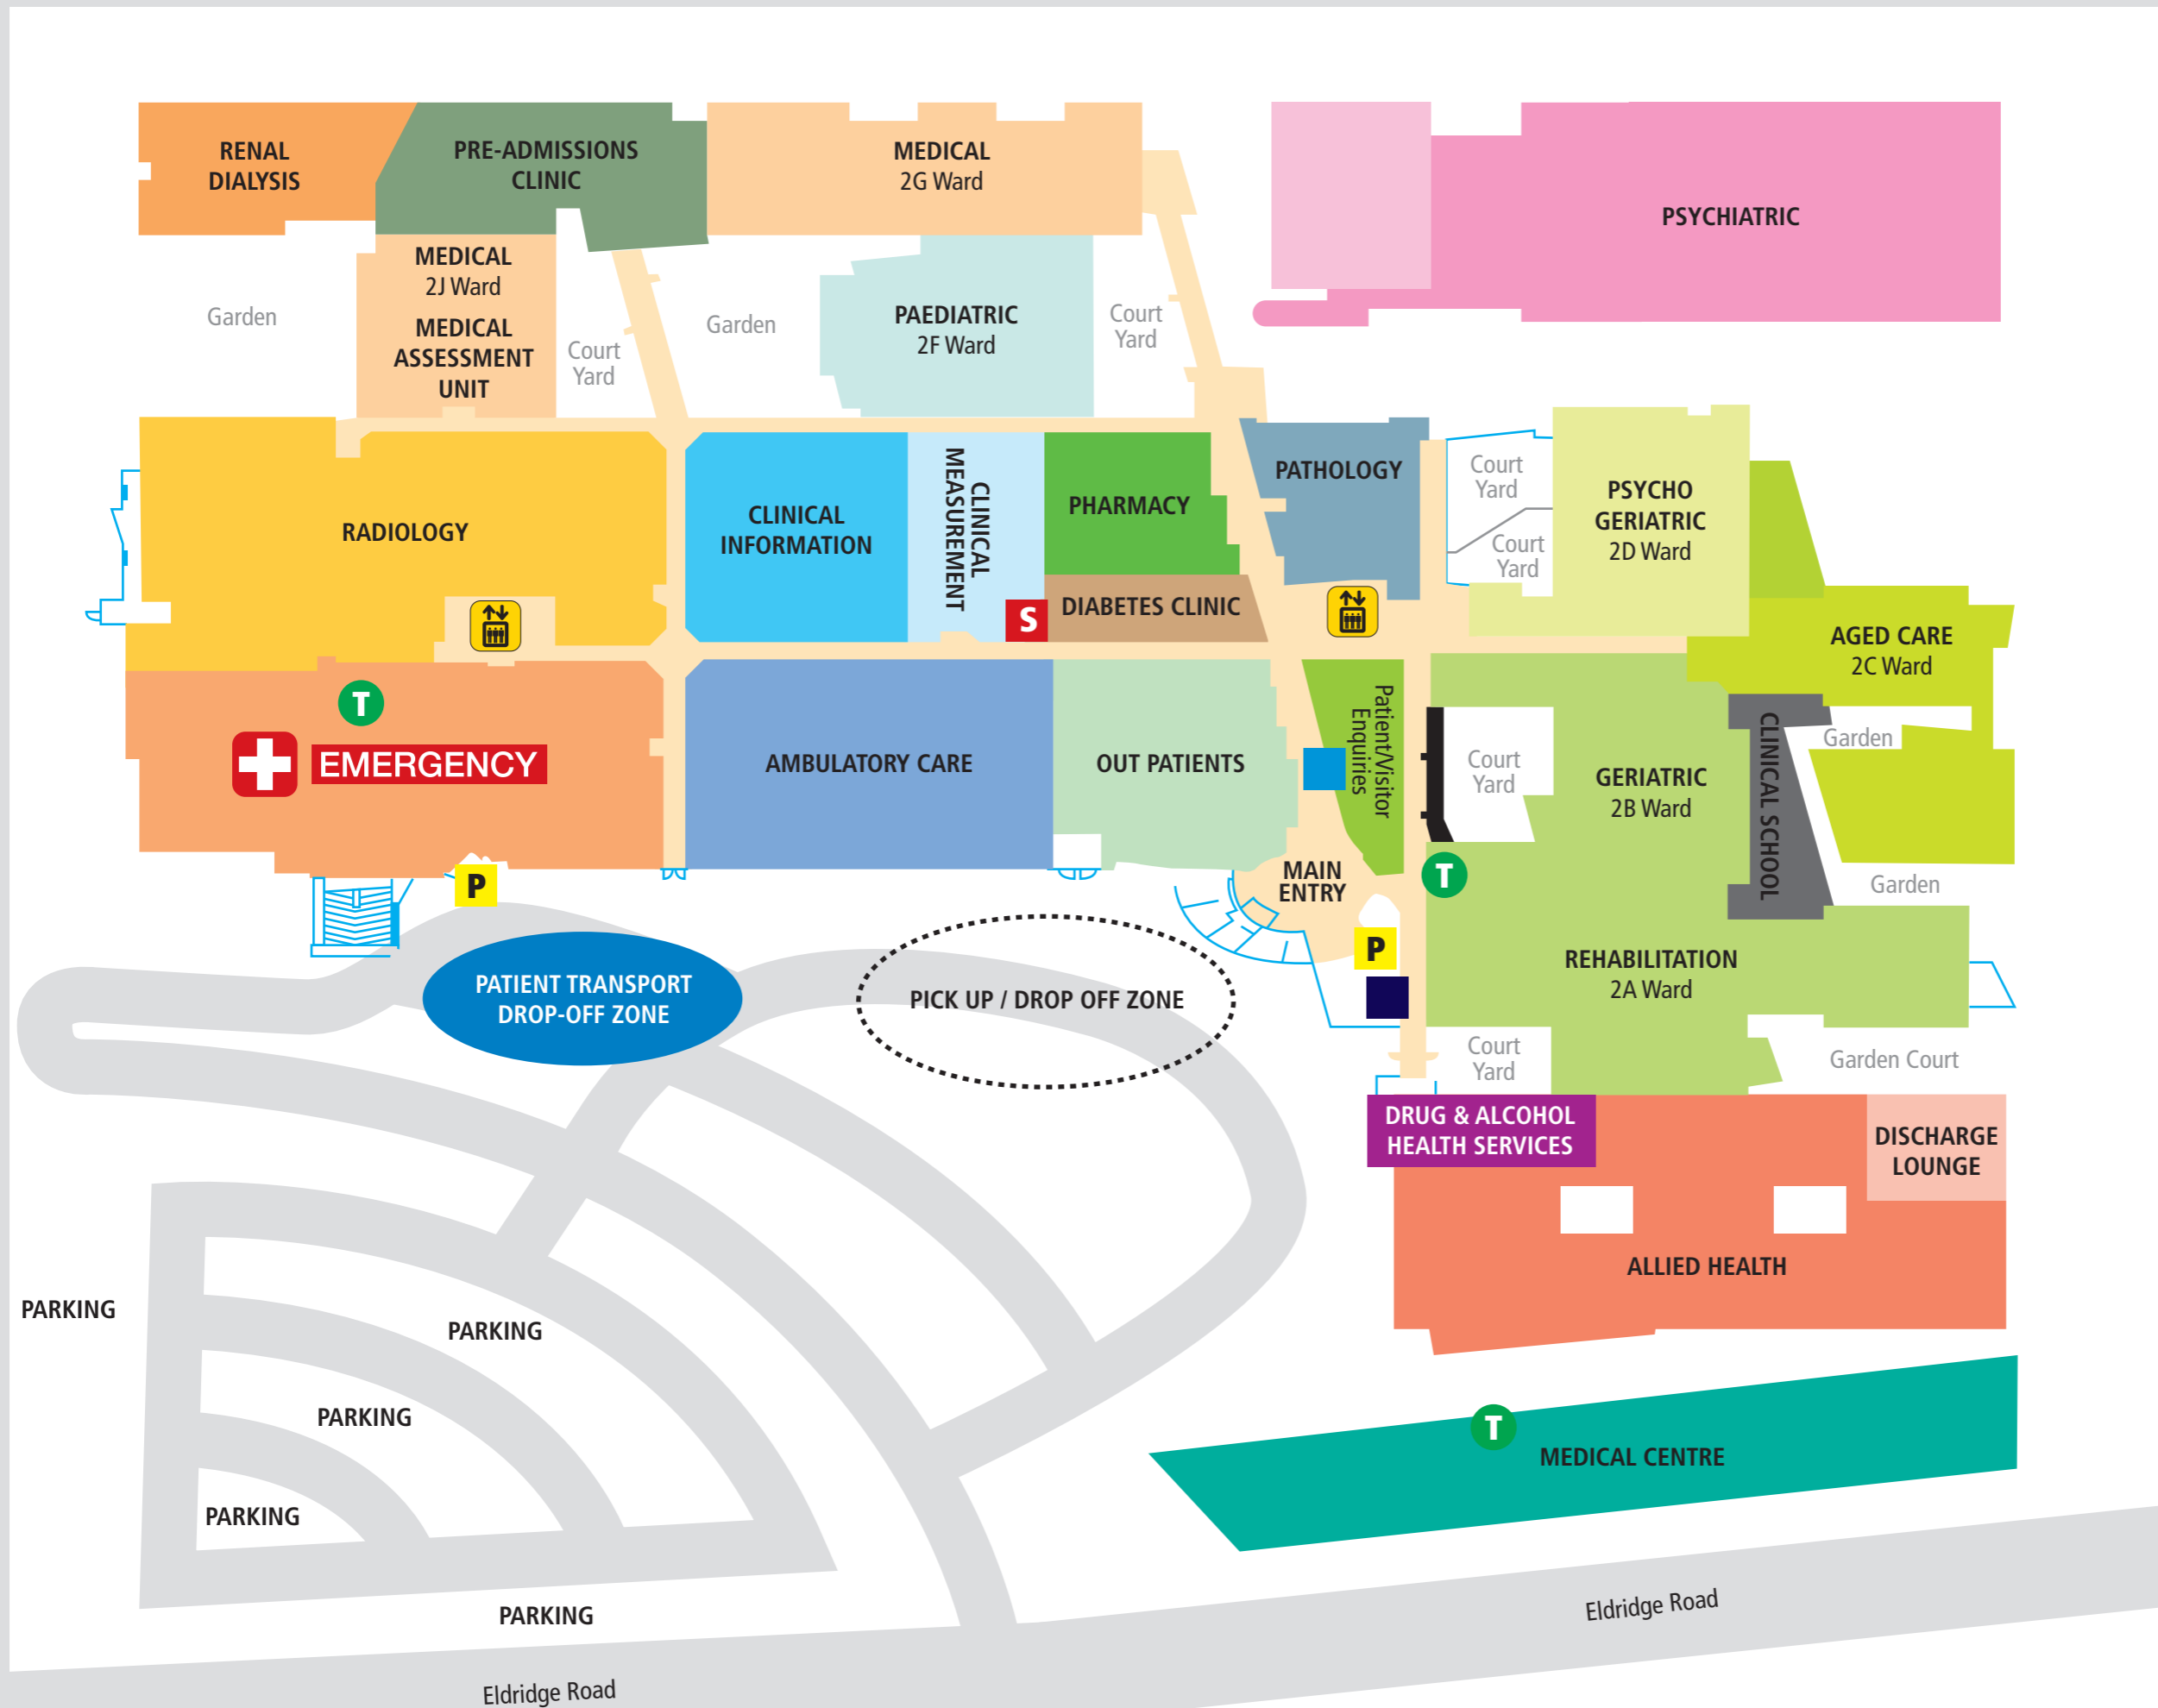 RENAL
DIALYSIS
PRE-ADMISSIONS
CLINIC
MEDICAL
2G Ward
PSYCHIATRIC
MEDICAL
2J Ward
MEDICAL
ASSESSMENT
UNIT
Garden
Court
Yard
Garden
PAEDIATRIC
2F Ward
Court
Yard
RADIOLOGY
CLINICAL
INFORMATION
CLINICAL
MEASUREMENT
PHARMACY
DIABETES CLINIC
S
PATHOLOGY
Court
Yard
Court
Yard
PSYCHO
GERIATRIC
2D Ward
AGED CARE
2C Ward
T
EMERGENCY
AMBULATORY CARE
OUT PATIENTS
Patient/Visitor
Enquiries
Court
Yard
GERIATRIC
2B Ward
CLINICAL SCHOOL
Garden
Garden
P
MAIN
ENTRY
T
P
REHABILITATION
2A Ward
PATIENT TRANSPORT
DROP-OFF ZONE
PICK UP / DROP OFF ZONE
Court
Yard
Garden Court
DRUG & ALCOHOL
HEALTH SERVICES
DISCHARGE
LOUNGE
ALLIED HEALTH
PARKING
PARKING
PARKING
PARKING
PARKING
T
MEDICAL CENTRE
Eldridge Road
Eldridge Road